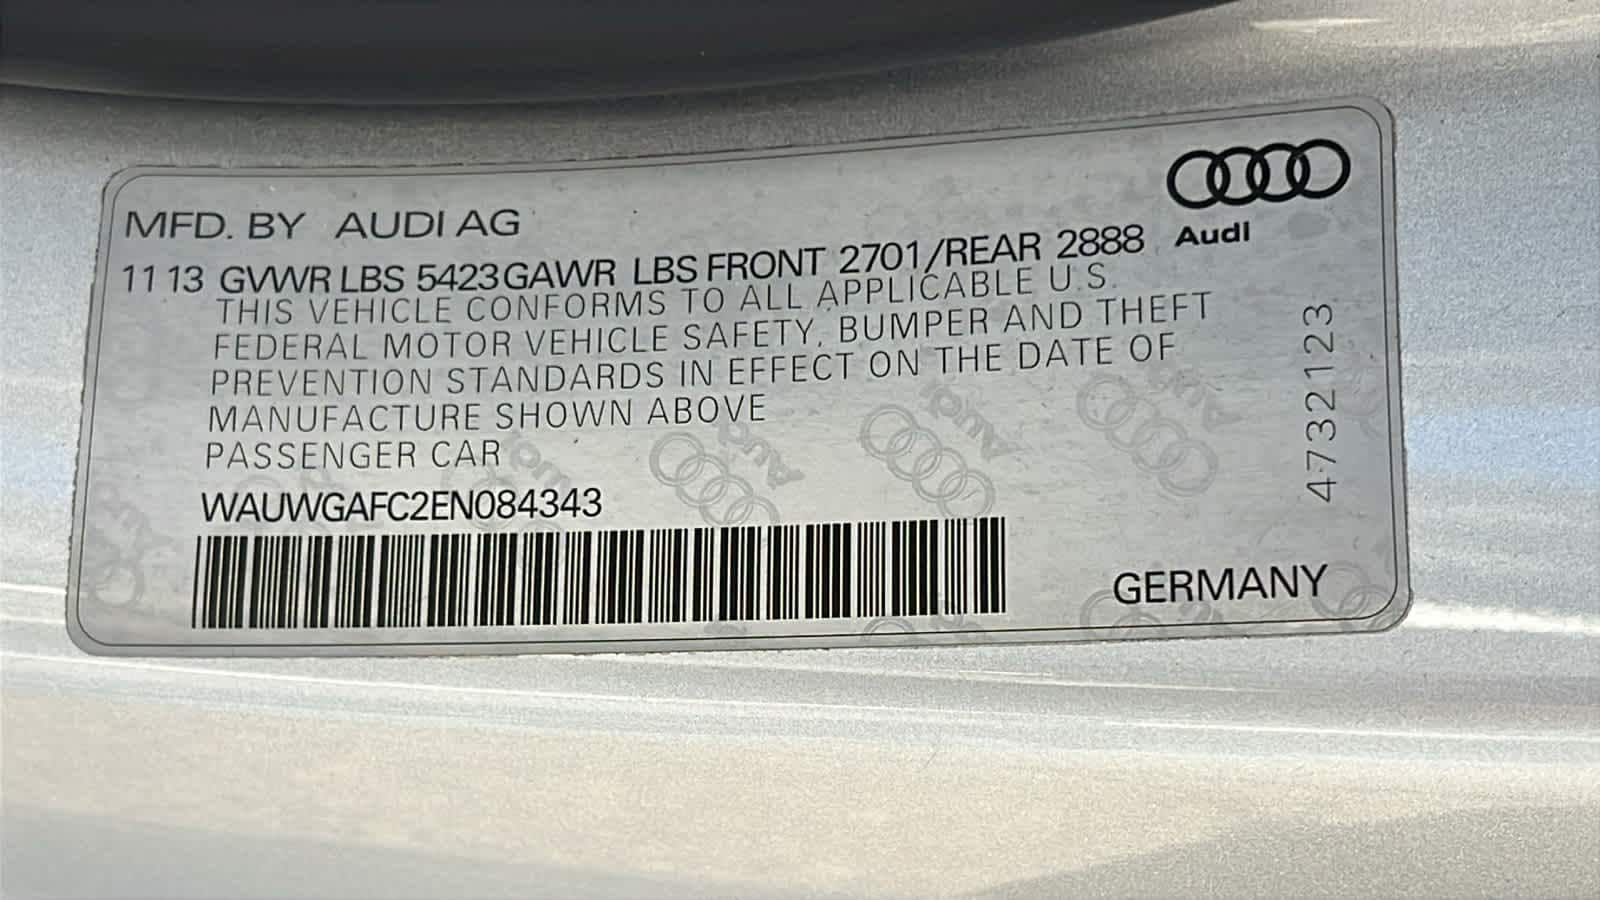 Audi
MFD. BY AUDI AG
11 13 GVWR LBS 5423 GAWR LBS FRONT 2701/REAR 2888
THIS VEHICLE CONFORMS TO ALL APPLICABLE U.S.
FEDERAL MOTOR VEHICLE SAFETY, BUMPER AND THEFT
PREVENTION STANDARDS IN EFFECT ON THE DATE OF
MANUFACTURE SHOWN ABOVE
PASSENGER CAR
WAUWGAFC2EN084343
4732123
GERMANY